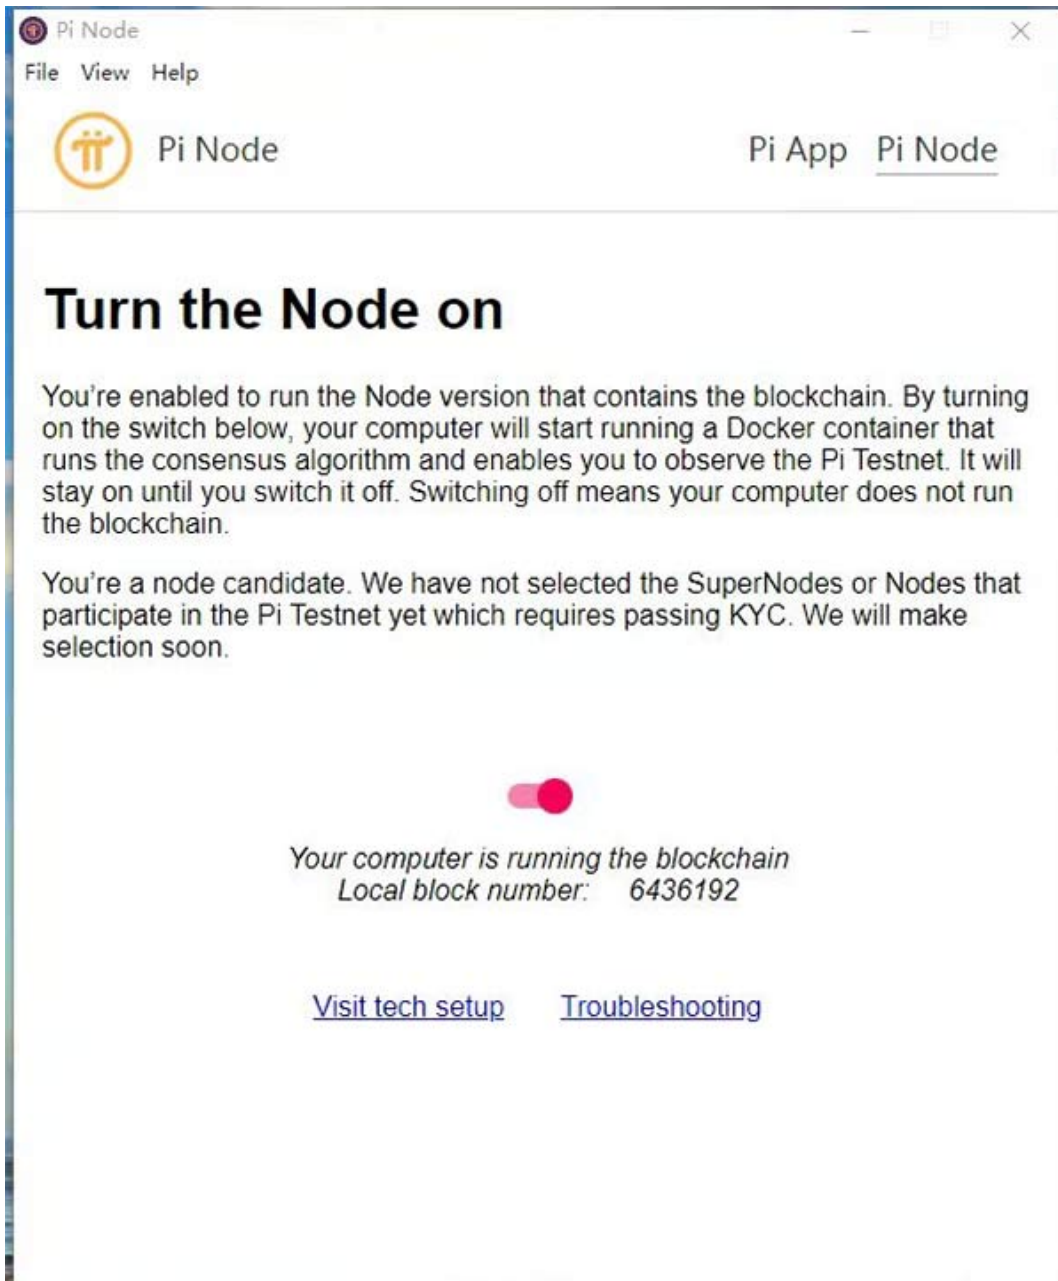 Pi Node
File View Help
Pi Node
Pi App Pi Node
Turn the Node on
You’re enabled to run the Node version that contains the blockchain. By turning
on the switch below, your computer will start running a Docker container that
runs the consensus algorithm and enables you to observe the Pi Testnet. It will
stay on until you switch it off. Switching off means your computer does not run
the blockchain.
You’re a node candidate. We have not selected the SuperNodes or Nodes that
participate in the Pi Testnet yet which requires passing KYC. We will make
selection soon.
Your computer is running the blockchain
Local block number: 6436192
Visit tech setup Troubleshooting